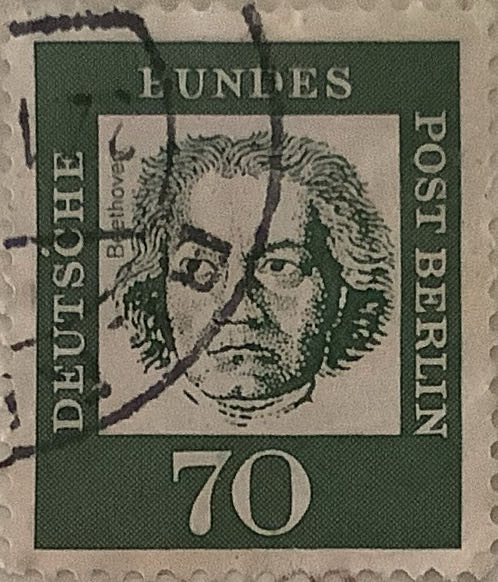 DEUTSCHE
BUNDES
POST BERLIN
Beethoven
70